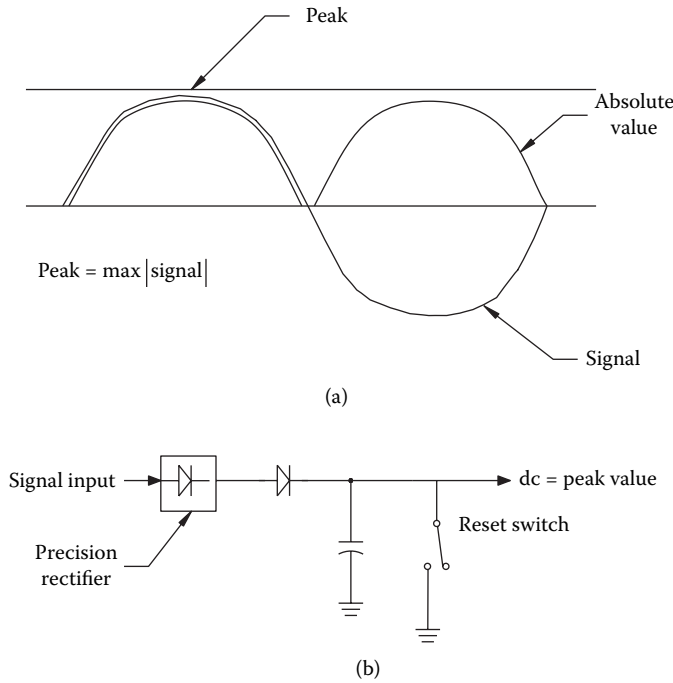 Peak
Absolute
value
Peak = max |signal|
Signal
(a)
Signal input
dc = peak value
Reset switch
Precision
rectifier
(b)